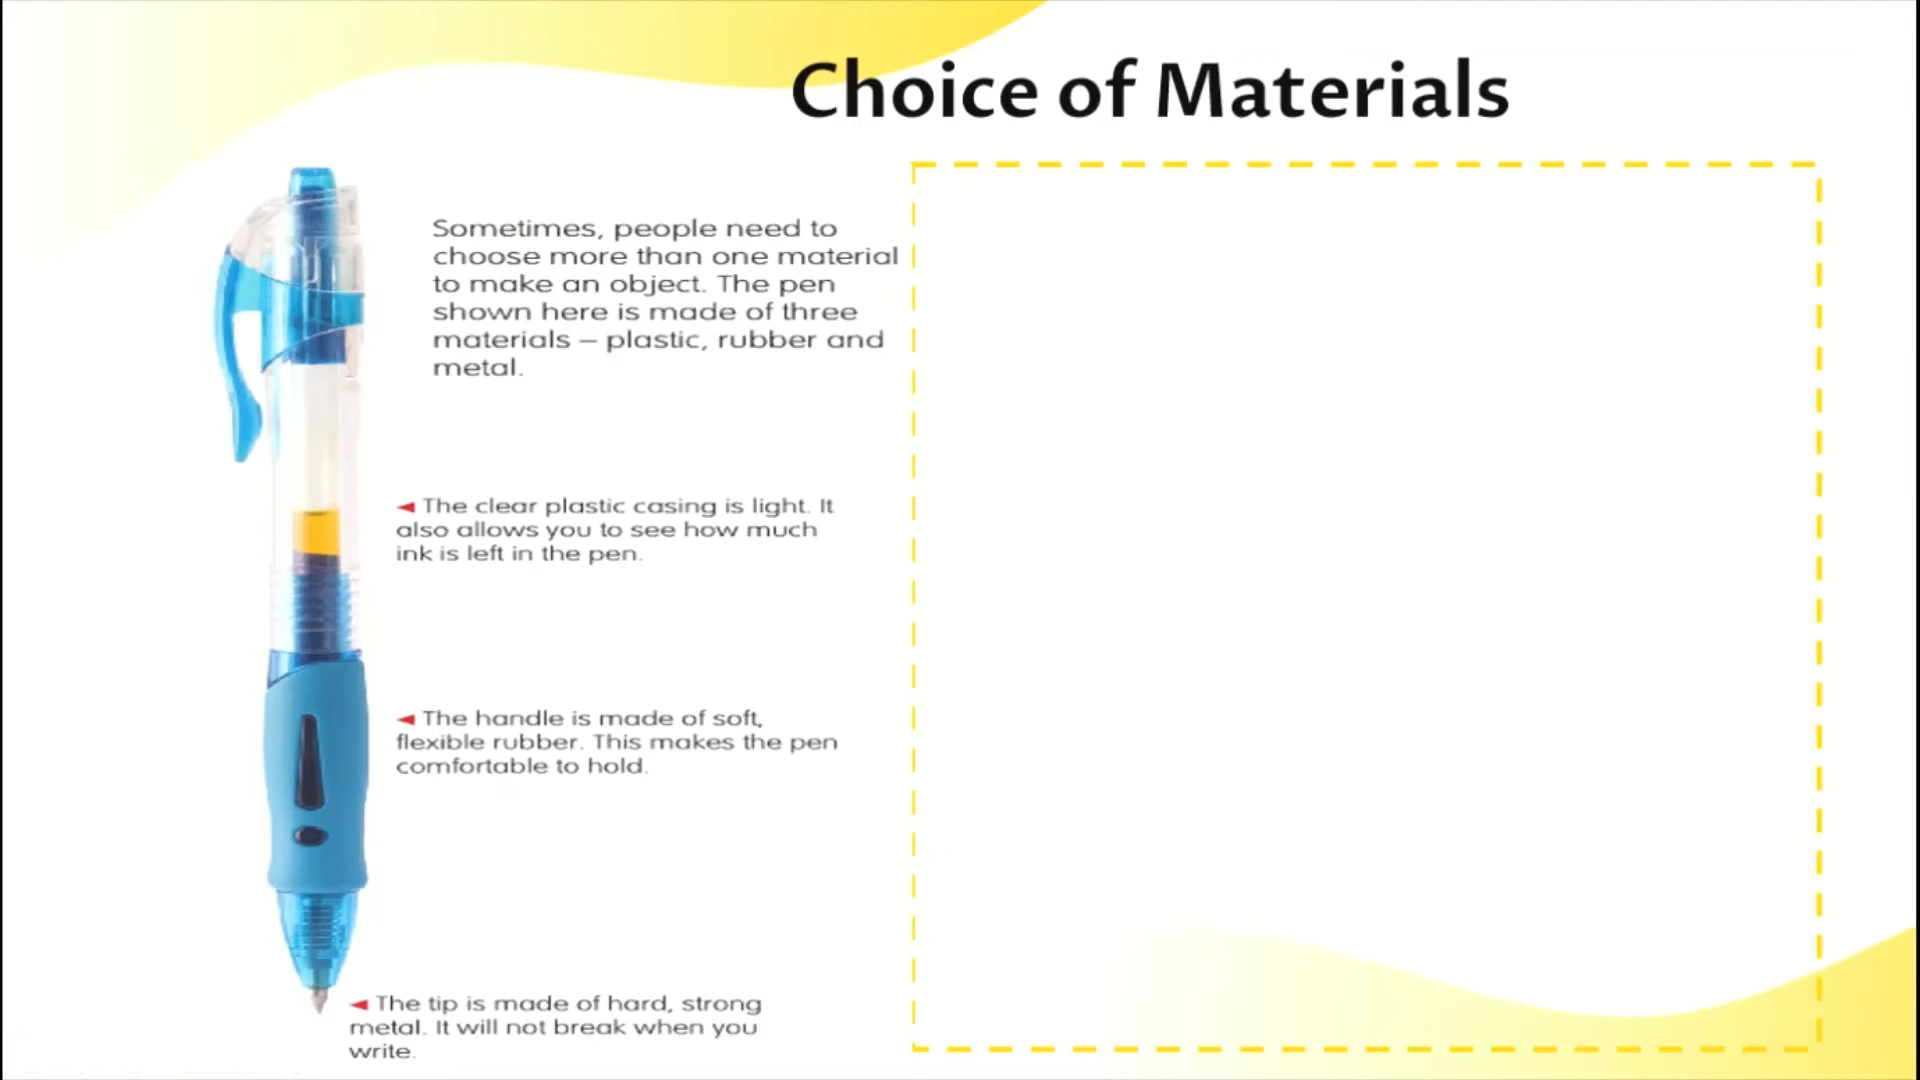 Choice of Materials
Sometimes, people need to
choose more than one material
to make an object. The pen
shown here is made of three
materials – plastic, rubber and
metal.
◄ The clear plastic casing is light. It
also allows you to see how much
ink is left in the pen.
◄ The handle is made of soft,
flexible rubber. This makes the pen
comfortable to hold.
◄ The tip is made of hard, strong
metal. It will not break when you
write.